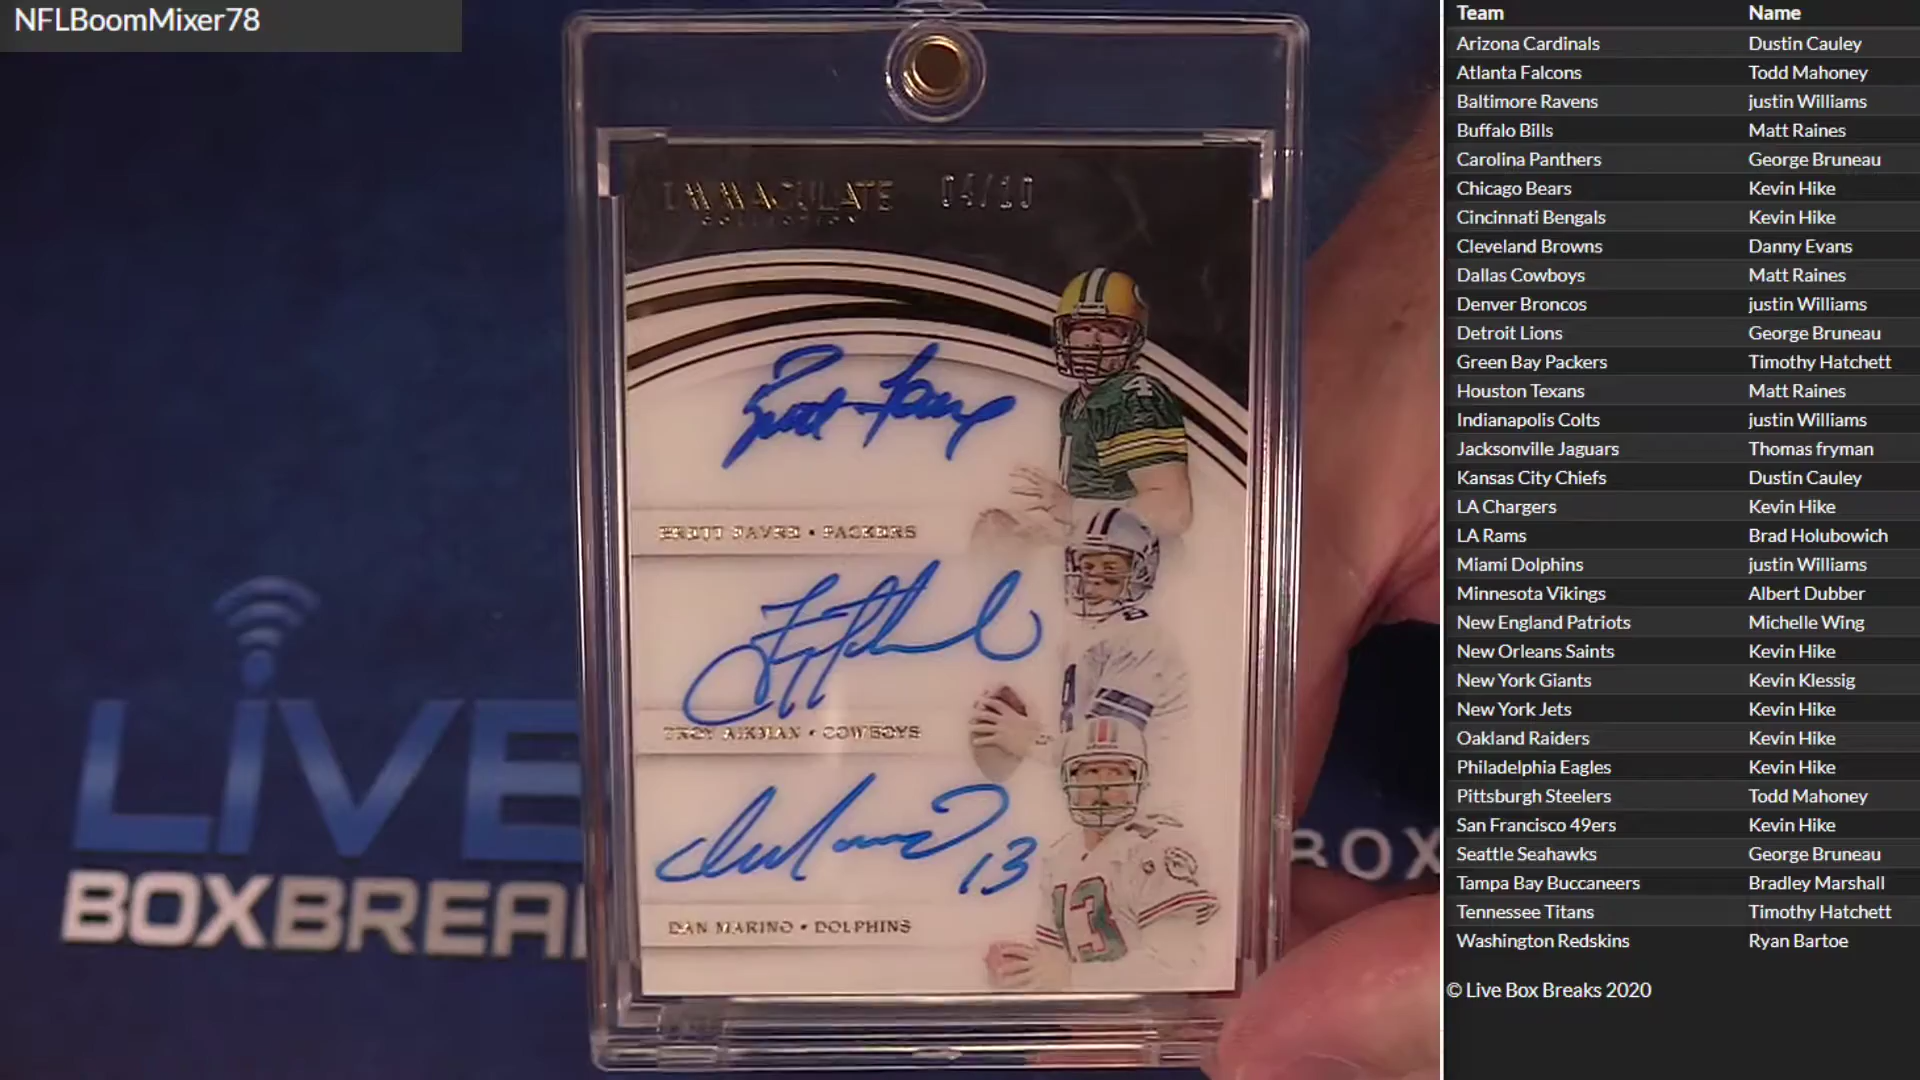 NFLBoomMixer78
IMMACULATE
COLLECTION
04/10
4
Brett Favre
BRETT FAVRE • PACKERS
TROY AIKMAN • COWBOYS
13
DAN MARINO • DOLPHINS
13
LIVE
BOXBREA
BOX
Team Name
Arizona Cardinals Dustin Cauley
Atlanta Falcons Todd Mahoney
Baltimore Ravens justin Williams
Buffalo Bills Matt Raines
Carolina Panthers George Bruneau
Chicago Bears Kevin Hike
Cincinnati Bengals Kevin Hike
Cleveland Browns Danny Evans
Dallas Cowboys Matt Raines
Denver Broncos justin Williams
Detroit Lions George Bruneau
Green Bay Packers Timothy Hatchett
Houston Texans Matt Raines
Indianapolis Colts justin Williams
Jacksonville Jaguars Thomas fryman
Kansas City Chiefs Dustin Cauley
LA Chargers Kevin Hike
LA Rams Brad Holubowich
Miami Dolphins justin Williams
Minnesota Vikings Albert Dubber
New England Patriots Michelle Wing
New Orleans Saints Kevin Hike
New York Giants Kevin Klessig
New York Jets Kevin Hike
Oakland Raiders Kevin Hike
Philadelphia Eagles Kevin Hike
Pittsburgh Steelers Todd Mahoney
San Francisco 49ers Kevin Hike
Seattle Seahawks George Bruneau
Tampa Bay Buccaneers Bradley Marshall
Tennessee Titans Timothy Hatchett
Washington Redskins Ryan Bartoe
© Live Box Breaks 2020